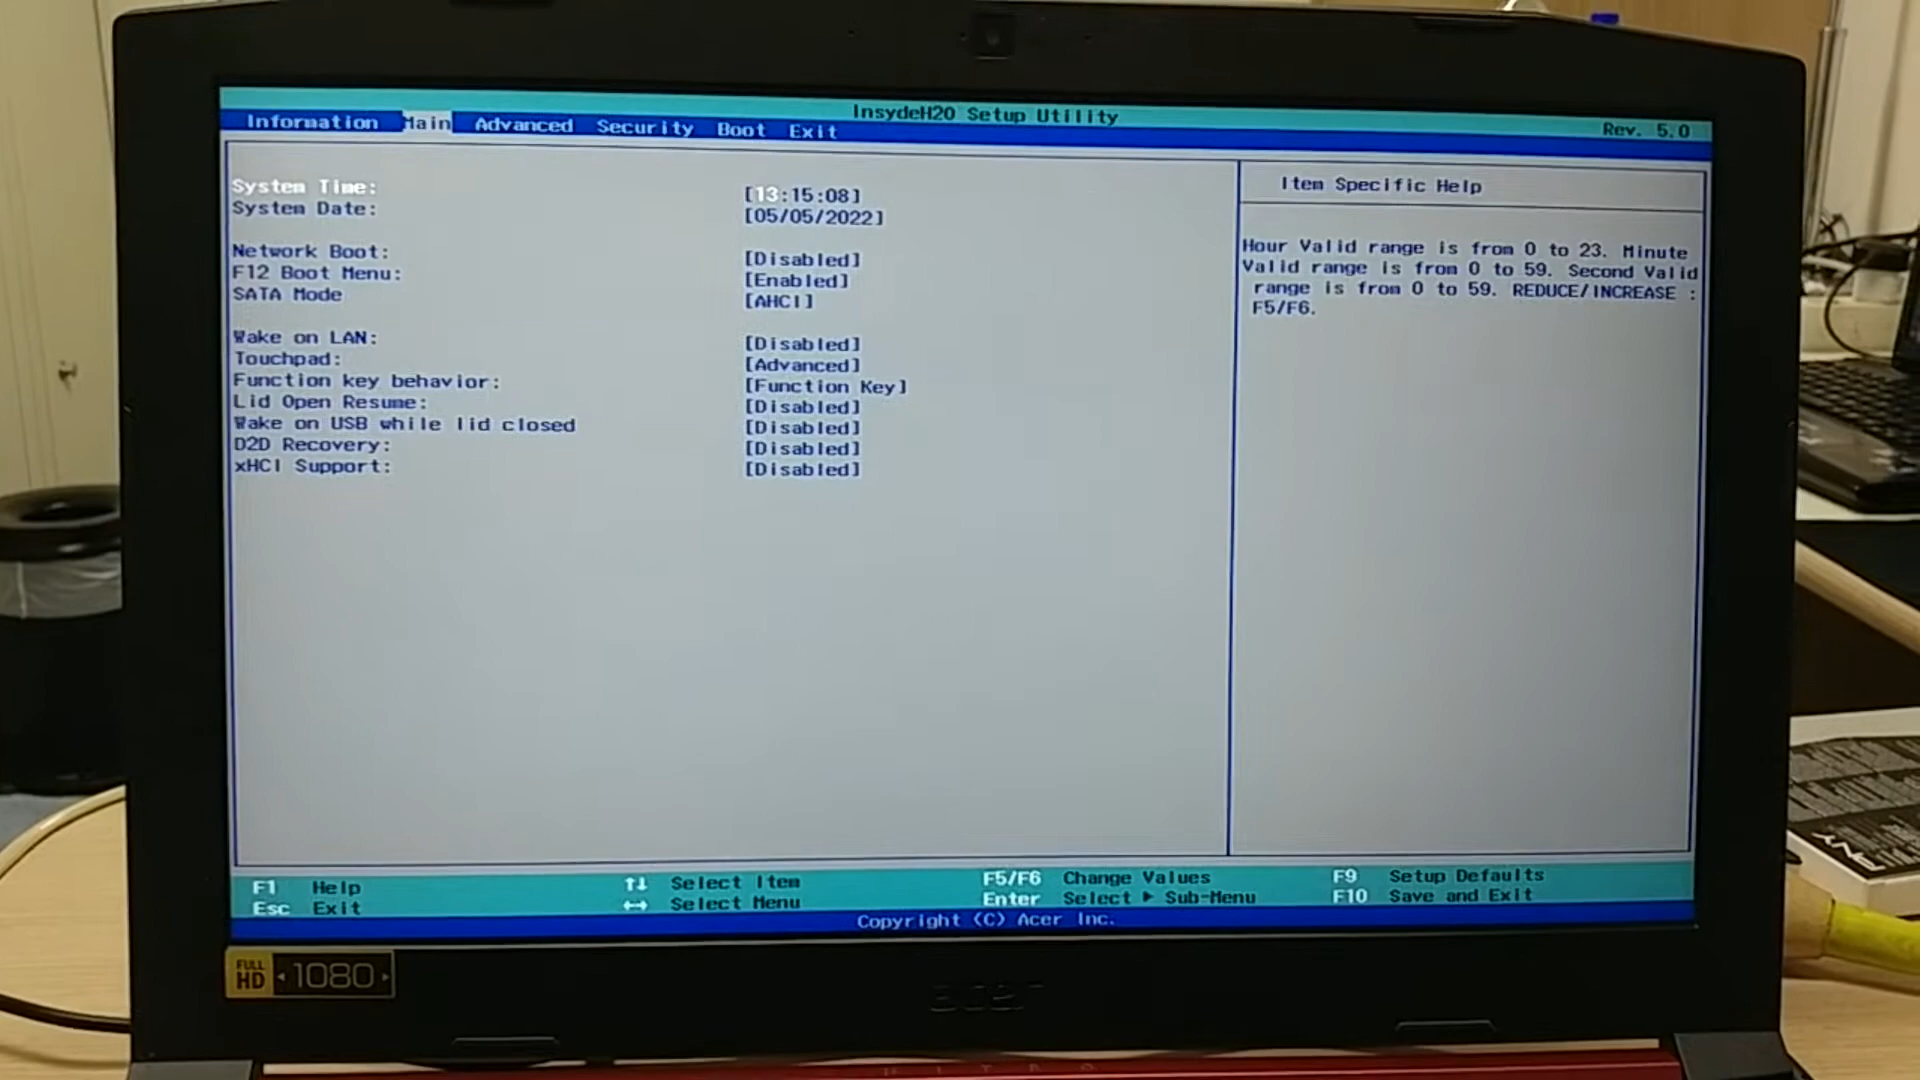 InsydeH20 Setup Utility
Rev. 5.0
Information Main Advanced Security Boot Exit
System Time: [13:15:08]
System Date: [05/05/2022]
Network Boot: [Disabled]
F12 Boot Menu: [Enabled]
SATA Mode [AHCI]
Wake on LAN: [Disabled]
Touchpad: [Advanced]
Function key behavior: [Function Key]
Lid Open Resume: [Disabled]
Wake on USB while lid closed [Disabled]
D2D Recovery: [Disabled]
xHCI Support: [Disabled]
Item Specific Help
Hour Valid range is from 0 to 23. Minute
Valid range is from 0 to 59. Second Valid
range is from 0 to 59. REDUCE/INCREASE :
F5/F6.
F1 Help ↑↓ Select Item F5/F6 Change Values F9 Setup Defaults
Esc Exit ↔ Select Menu Enter Select ▶ Sub-Menu F10 Save and Exit
Copyright (C) Acer Inc.
FULL HD 1080
acer
NITRO